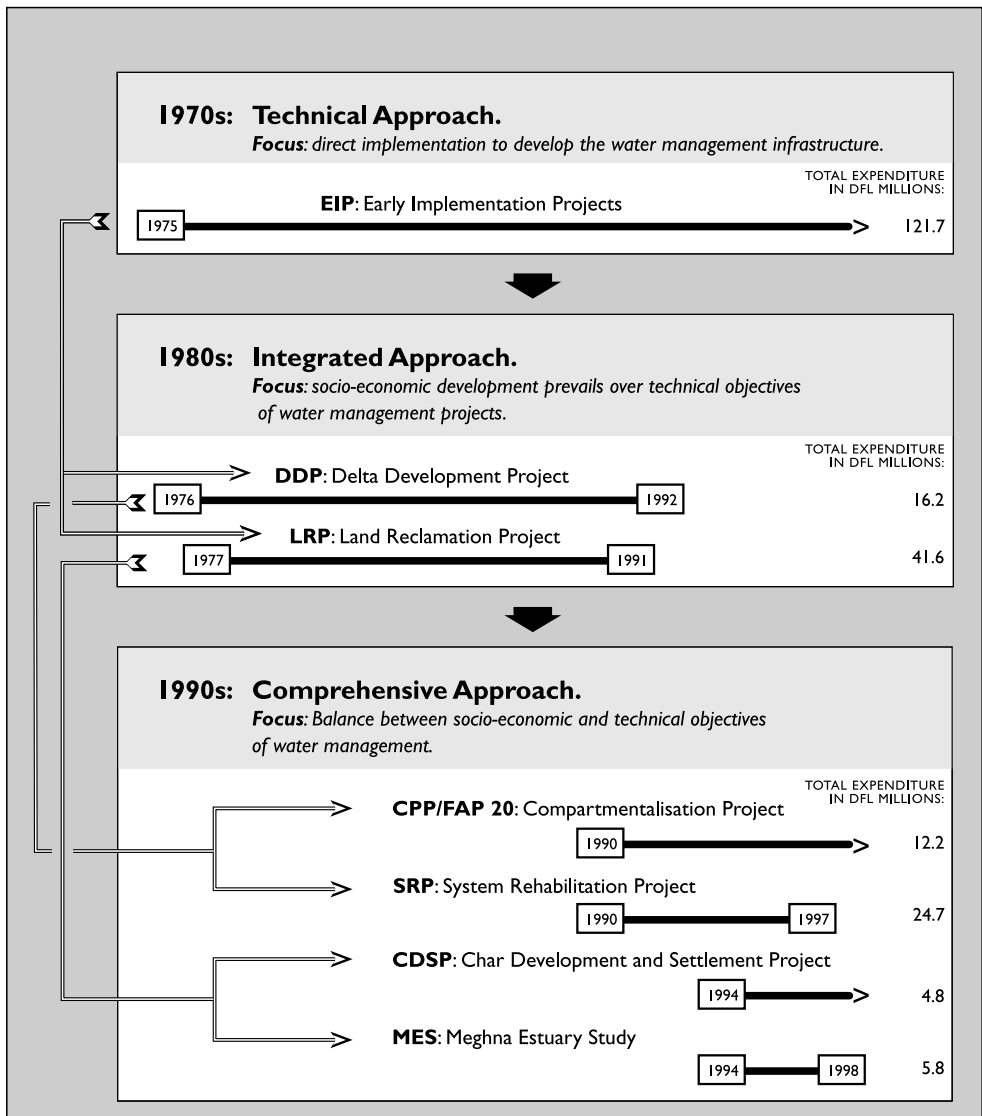 1970s: Technical Approach.
Focus: direct implementation to develop the water management infrastructure.
TOTAL EXPENDITURE
IN DFL MILLIONS:
EIP: Early Implementation Projects
1975 121.7
1980s: Integrated Approach.
Focus: socio-economic development prevails over technical objectives
of water management projects.
TOTAL EXPENDITURE
IN DFL MILLIONS:
DDP: Delta Development Project
1976 1992 16.2
LRP: Land Reclamation Project
1977 1991 41.6
1990s: Comprehensive Approach.
Focus: Balance between socio-economic and technical objectives
of water management.
TOTAL EXPENDITURE
IN DFL MILLIONS:
CPP/FAP 20: Compartmentalisation Project
1990 12.2
SRP: System Rehabilitation Project
1990 1997 24.7
CDSP: Char Development and Settlement Project
1994 4.8
MES: Meghna Estuary Study
1994 1998 5.8